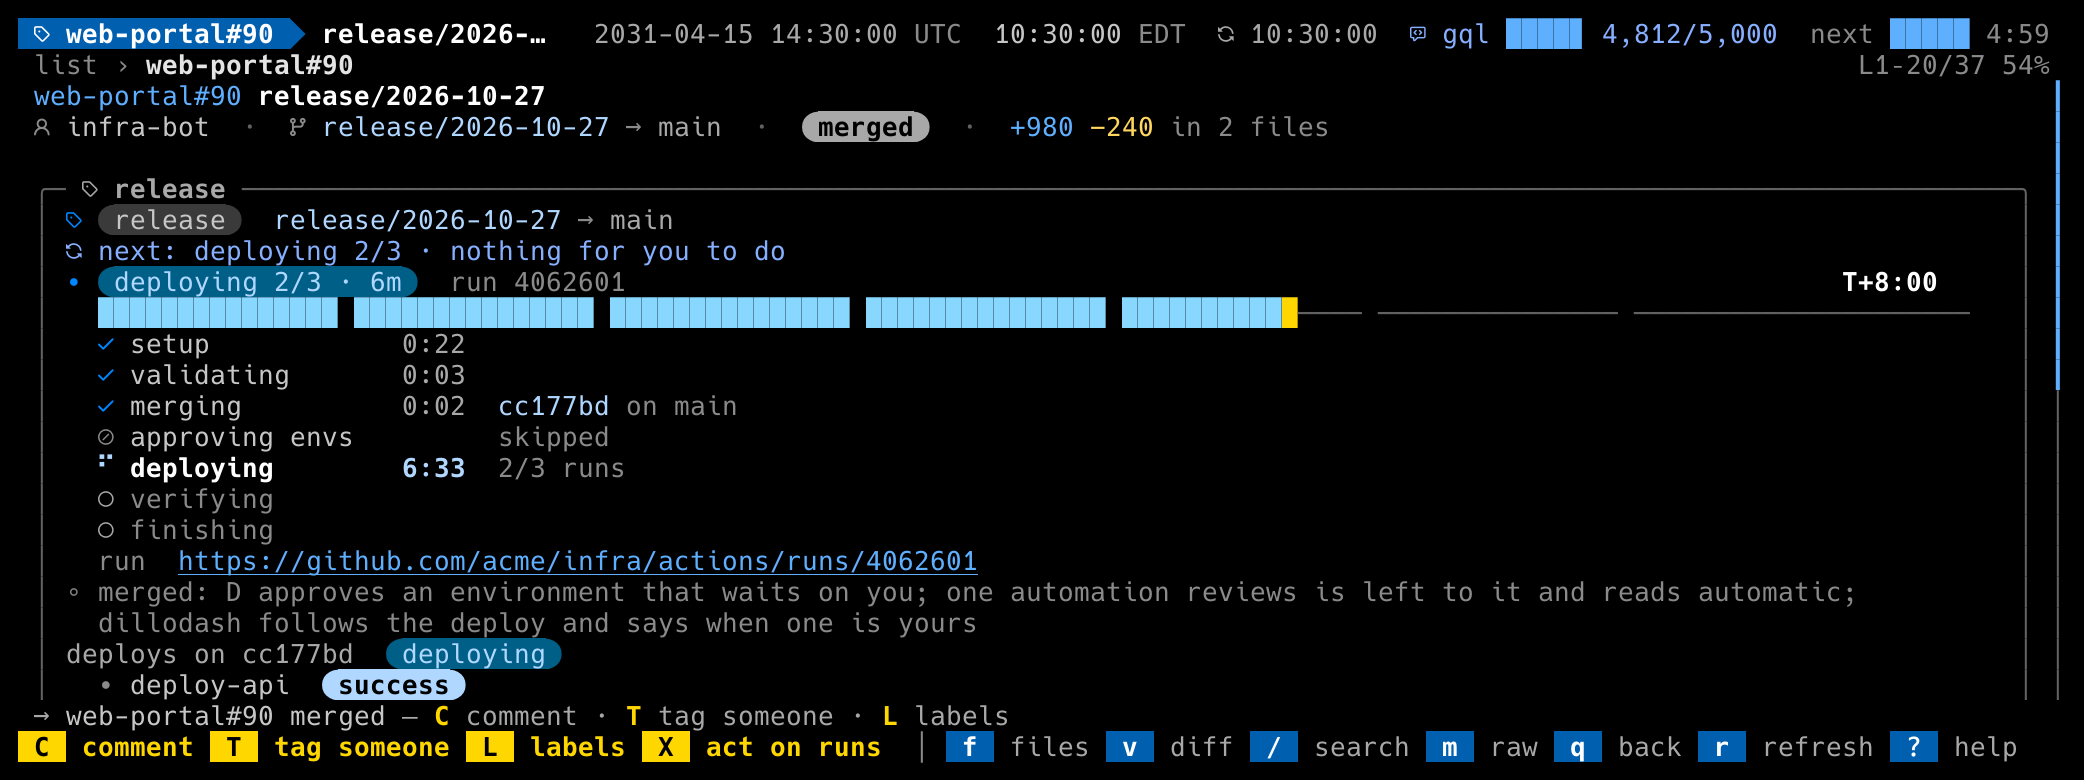 web-portal#90 release/2026-… 2031-04-15 14:30:00 UTC 10:30:00 EDT 10:30:00 gql 4,812/5,000 next 4:59
list › web-portal#90 L1-20/37 54%
web-portal#90 release/2026-10-27
infra-bot · release/2026-10-27 → main · merged · +980 -240 in 2 files
release
release release/2026-10-27 → main
next: deploying 2/3 · nothing for you to do
• deploying 2/3 · 6m run 4062601 T+8:00
✓ setup 0:22
✓ validating 0:03
✓ merging 0:02 cc177bd on main
approving envs skipped
deploying 6:33 2/3 runs
○ verifying
○ finishing
run https://github.com/acme/infra/actions/runs/4062601
◦ merged: D approves an environment that waits on you; one automation reviews is left to it and reads automatic;
dillodash follows the deploy and says when one is yours
deploys on cc177bd deploying
• deploy-api success
→ web-portal#90 merged — C comment · T tag someone · L labels
C comment T tag someone L labels X act on runs │ f files v diff / search m raw q back r refresh ? help